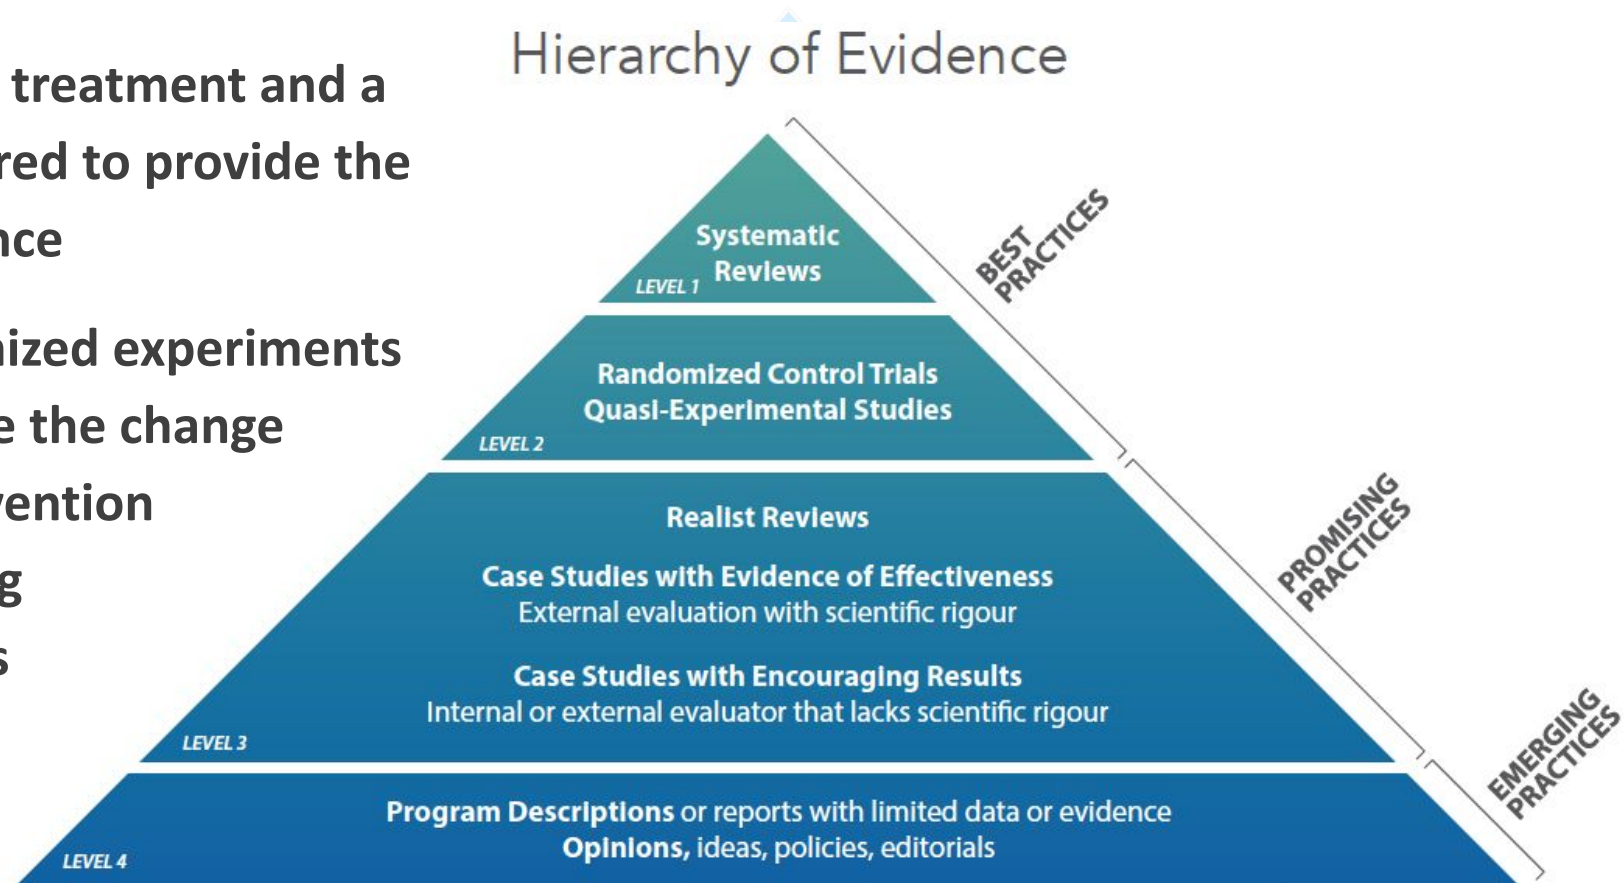 Hierarchy of Evidence
treatment and a
red to provide the
nce
nized experiments
e the change
vention
g
s
Systematic
Reviews
LEVEL 1
Randomized Control Trials
Quasi-Experimental Studies
LEVEL 2
Realist Reviews
Case Studies with Evidence of Effectiveness
External evaluation with scientific rigour
Case Studies with Encouraging Results
Internal or external evaluator that lacks scientific rigour
LEVEL 3
Program Descriptions or reports with limited data or evidence
Opinions, ideas, policies, editorials
LEVEL 4
BEST
PRACTICES
PROMISING
PRACTICES
EMERGING
PRACTICES